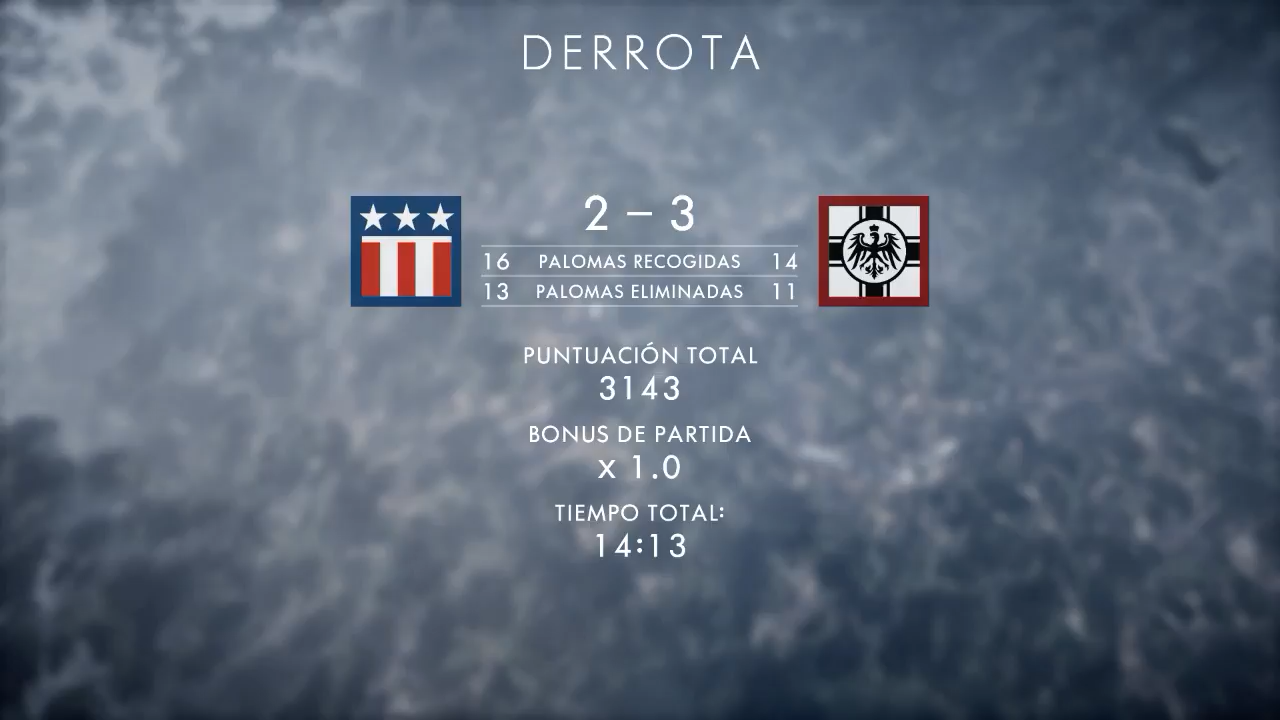 DERROTA
2 – 3
16 PALOMAS RECOGIDAS 14
13 PALOMAS ELIMINADAS 11
PUNTUACIÓN TOTAL
3143
BONUS DE PARTIDA
x 1.0
TIEMPO TOTAL:
14:13